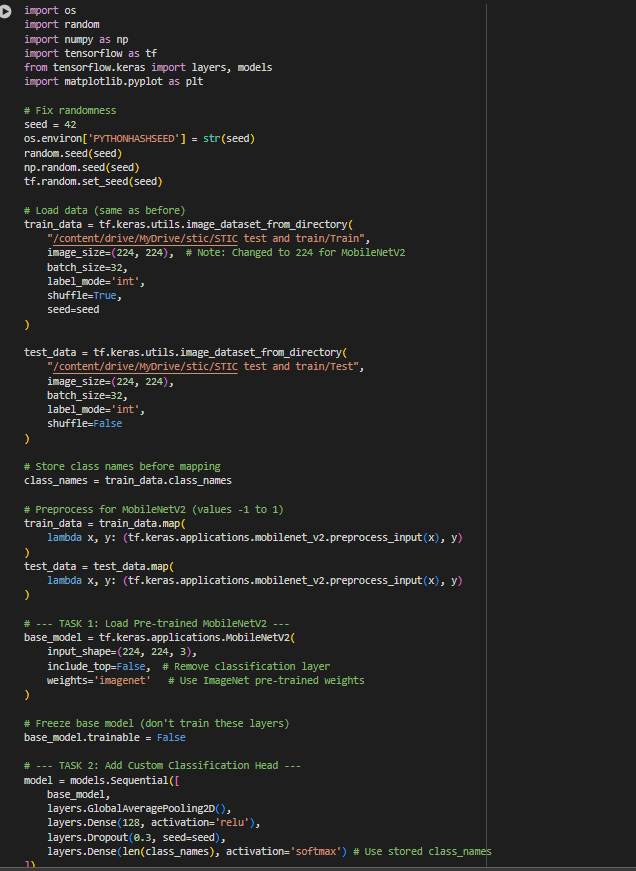 import os
import random
import numpy as np
import tensorflow as tf
from tensorflow.keras import layers, models
import matplotlib.pyplot as plt

# Fix randomness
seed = 42
os.environ['PYTHONHASHSEED'] = str(seed)
random.seed(seed)
np.random.seed(seed)
tf.random.set_seed(seed)

# Load data (same as before)
train_data = tf.keras.utils.image_dataset_from_directory(
    "/content/drive/MyDrive/stic/STIC test and train/Train",
    image_size=(224, 224),  # Note: Changed to 224 for MobileNetV2
    batch_size=32,
    label_mode='int',
    shuffle=True,
    seed=seed
)

test_data = tf.keras.utils.image_dataset_from_directory(
    "/content/drive/MyDrive/stic/STIC test and train/Test",
    image_size=(224, 224),
    batch_size=32,
    label_mode='int',
    shuffle=False
)

# Store class names before mapping
class_names = train_data.class_names

# Preprocess for MobileNetV2 (values -1 to 1)
train_data = train_data.map(
    lambda x, y: (tf.keras.applications.mobilenet_v2.preprocess_input(x), y)
)
test_data = test_data.map(
    lambda x, y: (tf.keras.applications.mobilenet_v2.preprocess_input(x), y)
)

# --- TASK 1: Load Pre-trained MobileNetV2 ---
base_model = tf.keras.applications.MobileNetV2(
    input_shape=(224, 224, 3),
    include_top=False,  # Remove classification layer
    weights='imagenet'   # Use ImageNet pre-trained weights
)

# Freeze base model (don't train these layers)
base_model.trainable = False

# --- TASK 2: Add Custom Classification Head ---
model = models.Sequential([
    base_model,
    layers.GlobalAveragePooling2D(),
    layers.Dense(128, activation='relu'),
    layers.Dropout(0.3, seed=seed),
    layers.Dense(len(class_names), activation='softmax') # Use stored class_names
])